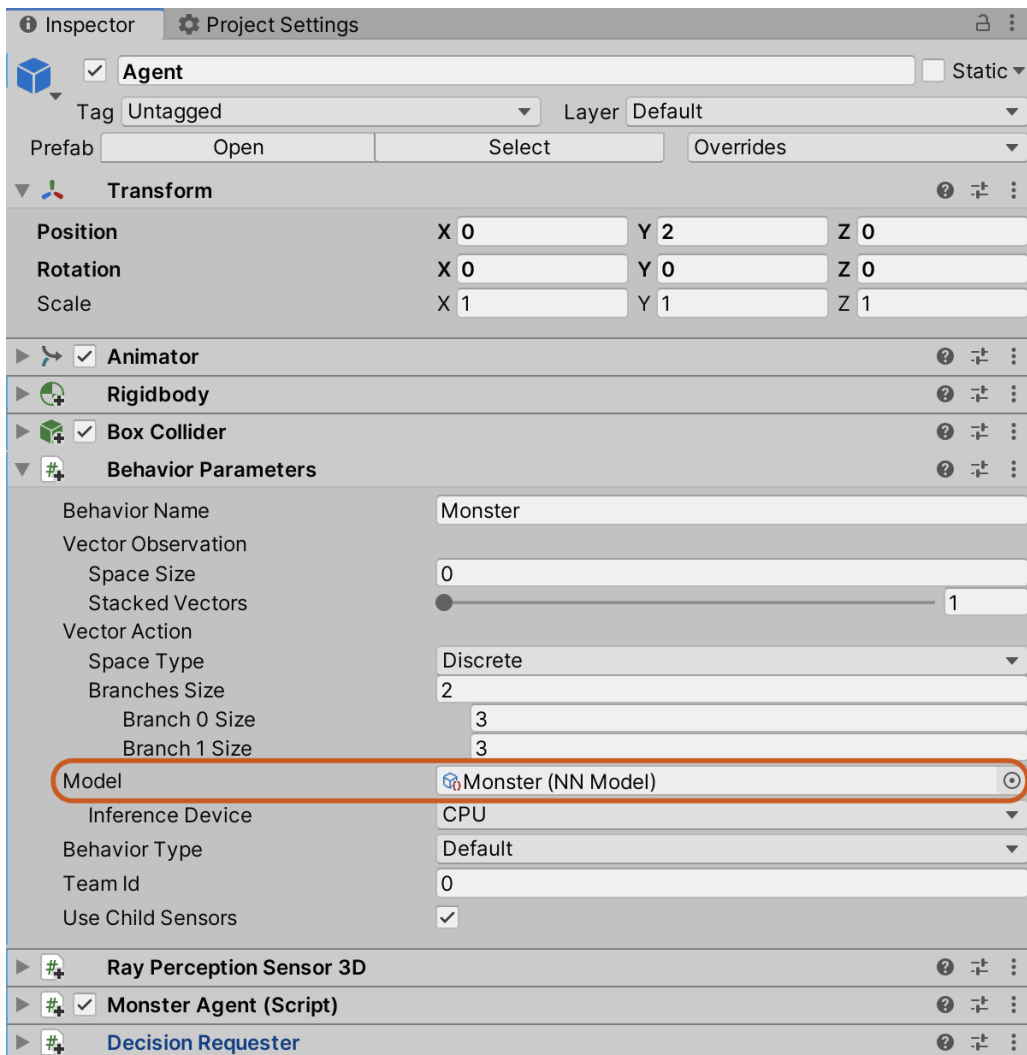 Inspector Project Settings
Agent Static
Tag Untagged Layer Default
Prefab Open Select Overrides
Transform
Position X 0 Y 2 Z 0
Rotation X 0 Y 0 Z 0
Scale X 1 Y 1 Z 1
Animator
Rigidbody
Box Collider
Behavior Parameters
Behavior Name Monster
Vector Observation
Space Size 0
Stacked Vectors 1
Vector Action
Space Type Discrete
Branches Size 2
Branch 0 Size 3
Branch 1 Size 3
Model Monster (NN Model)
Inference Device CPU
Behavior Type Default
Team Id 0
Use Child Sensors
Ray Perception Sensor 3D
Monster Agent (Script)
Decision Requester